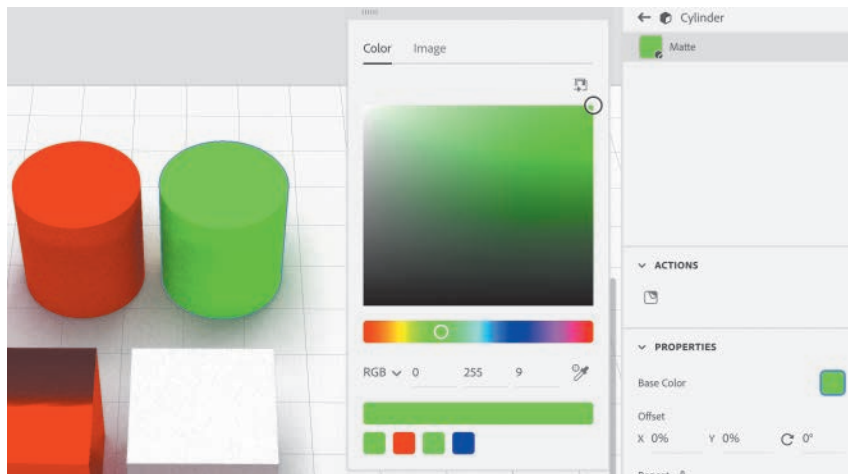 Color Image
RGB 0 255 9
Cylinder
Matte
ACTIONS
PROPERTIES
Base Color
Offset
X 0% Y 0% 0°